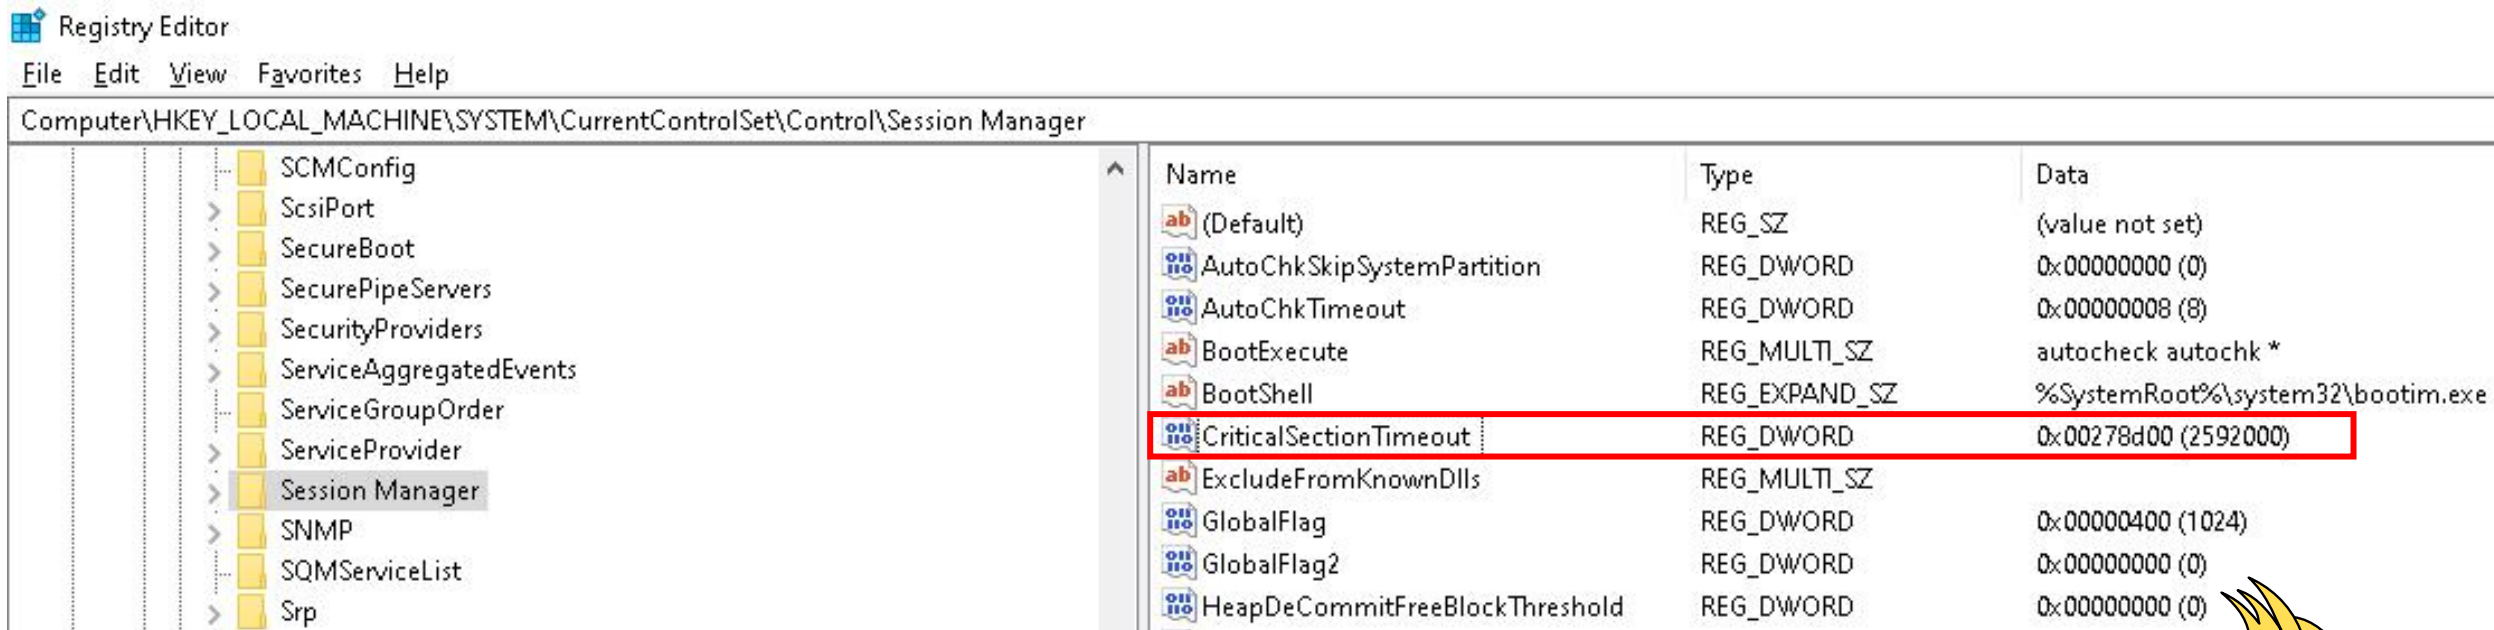 Registry Editor
File Edit View Favorites Help
Computer\HKEY_LOCAL_MACHINE\SYSTEM\CurrentControlSet\Control\Session Manager
SCMConfig
ScsiPort
SecureBoot
SecurePipeServers
SecurityProviders
ServiceAggregatedEvents
ServiceGroupOrder
ServiceProvider
Session Manager
SNMP
SQMServiceList
Srp
Name Type Data
(Default) REG_SZ (value not set)
AutoChkSkipSystemPartition REG_DWORD 0x00000000 (0)
AutoChkTimeout REG_DWORD 0x00000008 (8)
BootExecute REG_MULTI_SZ autocheck autochk *
BootShell REG_EXPAND_SZ %SystemRoot%\system32\bootim.exe
CriticalSectionTimeout REG_DWORD 0x00278d00 (2592000)
ExcludeFromKnownDlls REG_MULTI_SZ
GlobalFlag REG_DWORD 0x00000400 (1024)
GlobalFlag2 REG_DWORD 0x00000000 (0)
HeapDeCommitFreeBlockThreshold REG_DWORD 0x00000000 (0)